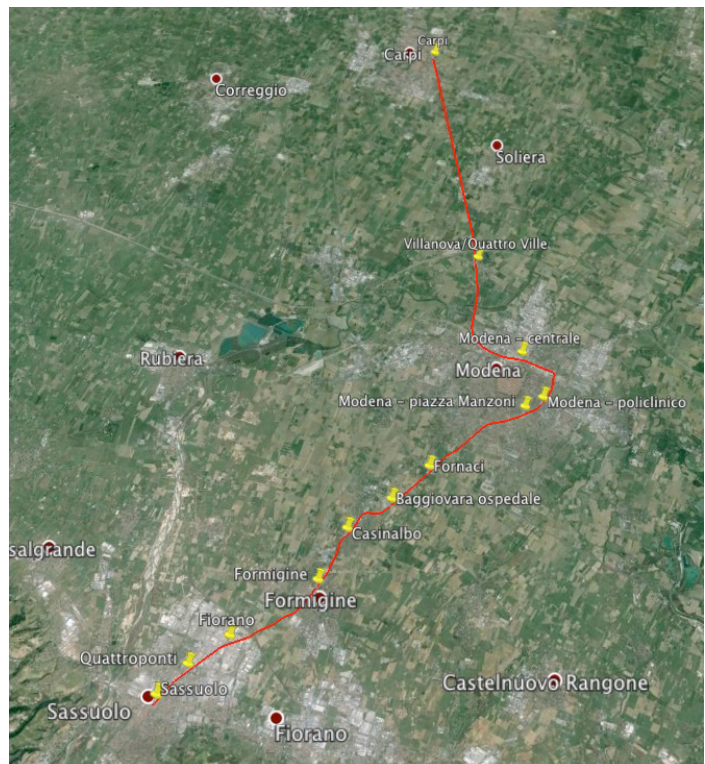 Carpi
Carpi
Correggio
Soliera
Villanova/Quattro Ville
Modena - centrale
Rubiera
Modena
Modena - piazza Manzoni
Modena - policlinico
Fornaci
Baggiovara ospedale
Casinalbo
salgrande
Formigine
Formigine
Fiorano
Quattroponti
Sassuolo
Castelnuovo Rangone
Sassuolo
Fiorano